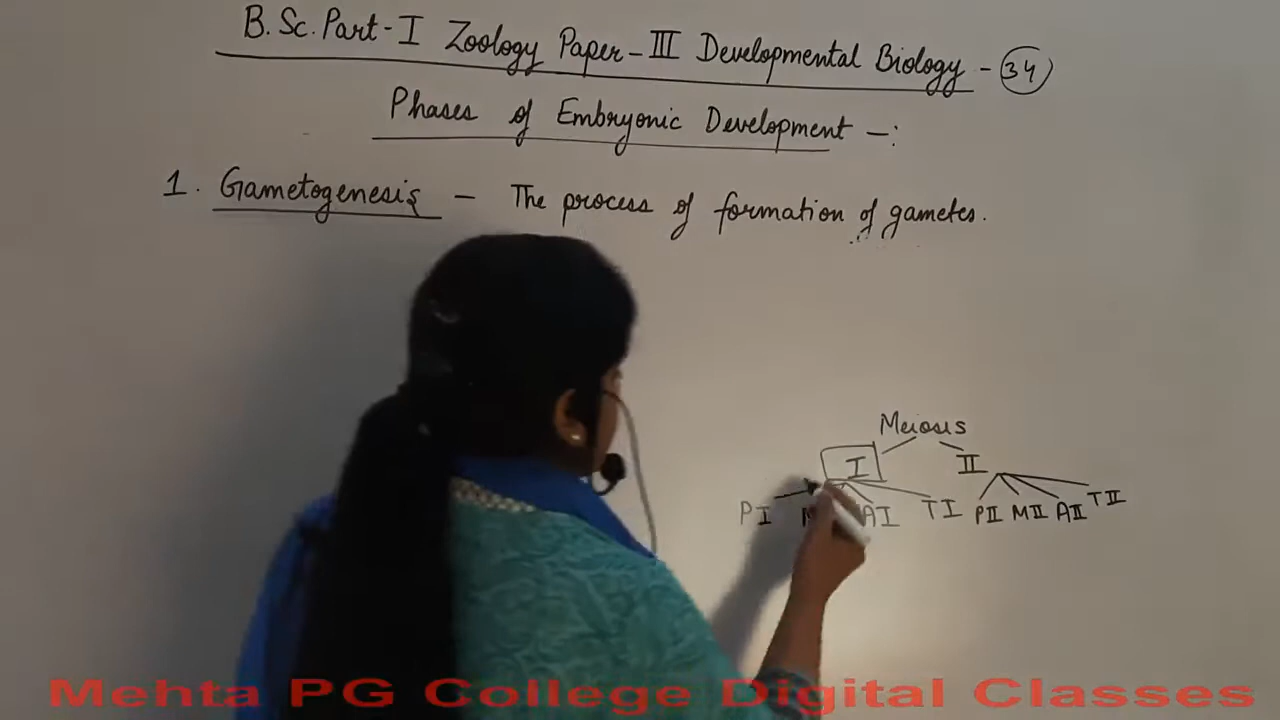 B.Sc. Part-I Zoology Paper-III Developmental Biology - 34
Phases of Embryonic Development -:
1. Gametogenesis - The process of formation of gametes.
Meiosis
I II
PI AI TI PII MII AII TII
Mehta PG College Digital Classes